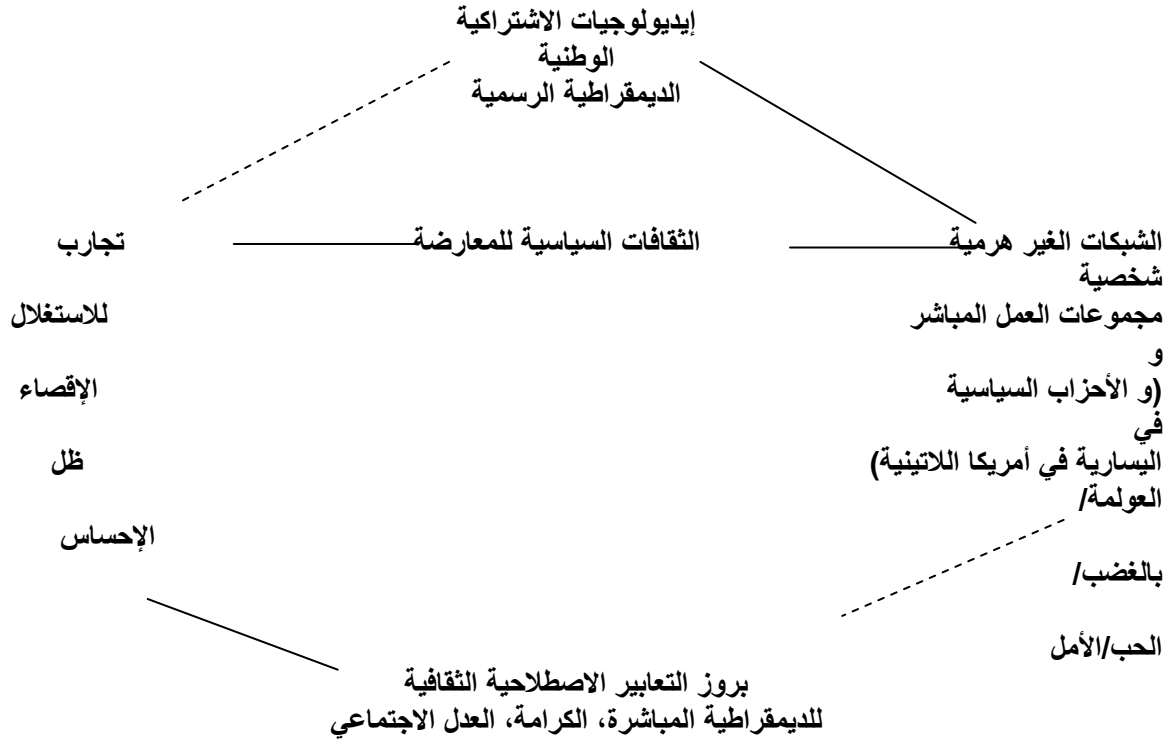 إيديولوجيات الاشتراكية
الوطنية
الديمقراطية الرسمية
الشبكات الغير هرمية الثقافات السياسية للمعارضة تجارب
شخصية
مجموعات العمل المباشر للاستغلال
و
(و الأحزاب السياسية الإقصاء
في
اليسارية في أمريكا اللاتينية) ظل
العولمة/
الإحساس
بالغضب/
الحب/الأمل
بروز التعابير الاصطلاحية الثقافية
للديمقراطية المباشرة، الكرامة، العدل الاجتماعي